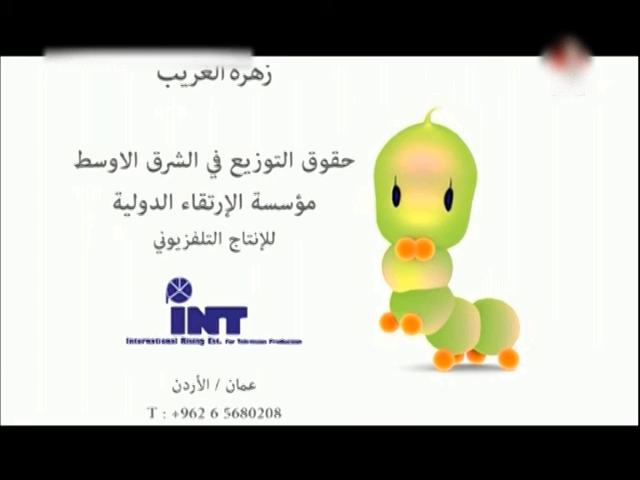 زهره الغريب
حقوق التوزيع في الشرق الاوسط
مؤسسة الإرتقاء الدولية
للإنتاج التلفزيوني
INT
International Rising Est. For Television Production
عمان / الأردن
T : +962 6 5680208